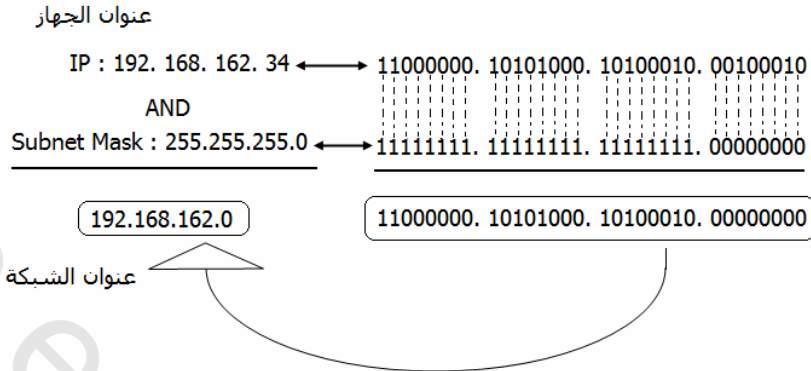 عنوان الجهاز
IP : 192. 168. 162. 34 11000000. 10101000. 10100010. 00100010
AND
Subnet Mask : 255.255.255.0 11111111. 11111111. 11111111. 00000000
192.168.162.0 11000000. 10101000. 10100010. 00000000
عنوان الشبكة